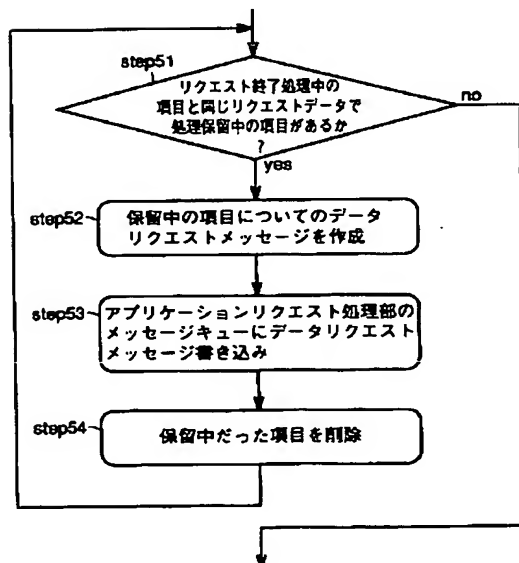 step51
リクエスト終了処理中の
項目と同じリクエストデータで
処理保留中の項目があるか
?
no
yes
step52
保留中の項目についてのデータ
リクエストメッセージを作成
step53
アプリケーションリクエスト処理部の
メッセージキューにデータリクエスト
メッセージ書き込み
step54
保留中だった項目を削除